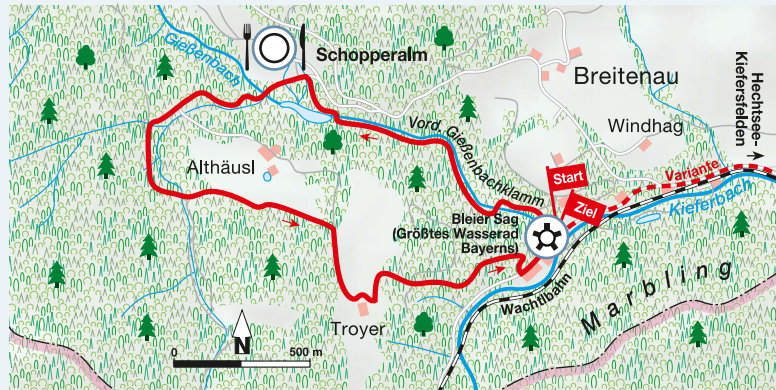 Gießenbach
Schopperalm
Breitenau
Hechtsee-
Kiefersfelden
Windhag
Vord. Gießenbachklamm
Althäusl
Start
Variante
Ziel
Kieferbach
Bleier Sag
(Größtes Wasserad
Bayerns)
Wachtlbahn
Marbling
Troyer
N
0 500 m